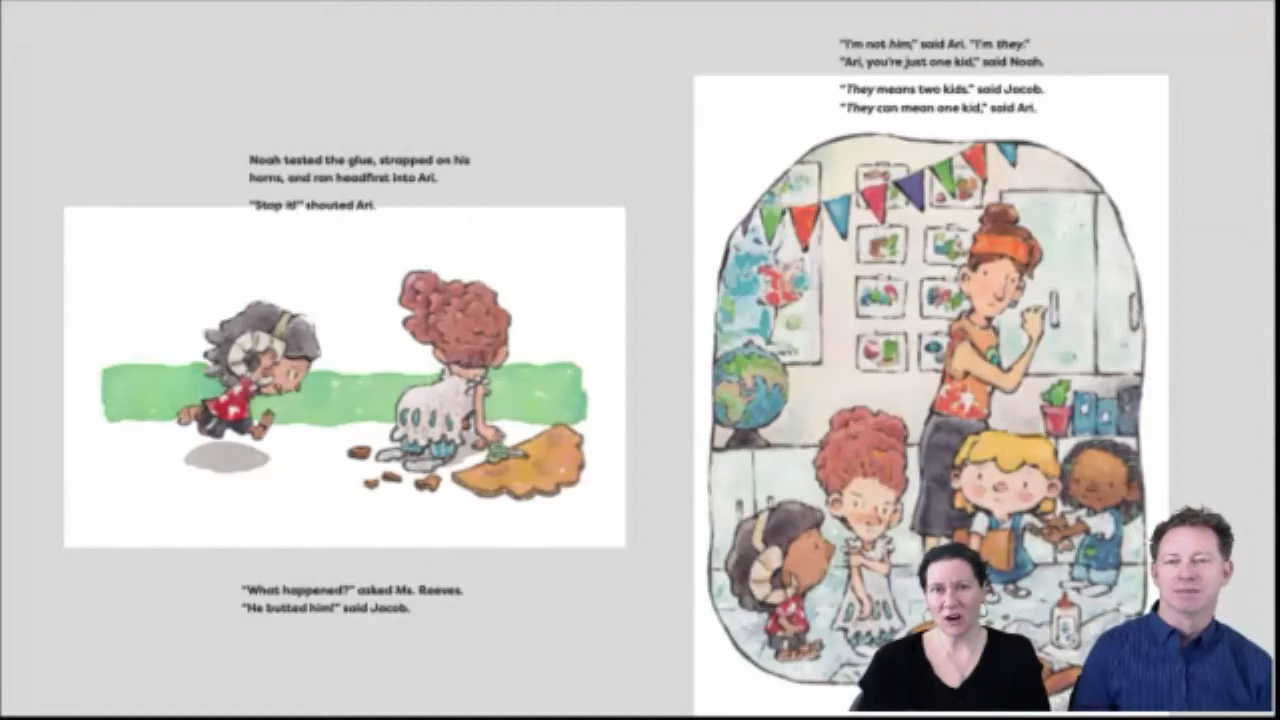 Noah tested the glue, strapped on his
horns, and ran headfirst into Ari.
"Stop it!" shouted Ari.
"What happened?" asked Ms. Reeves.
"He butted him!" said Jacob.
"I'm not him," said Ari. "I'm they."
"Ari, you're just one kid," said Noah.
"They means two kids." said Jacob.
"They can mean one kid," said Ari.